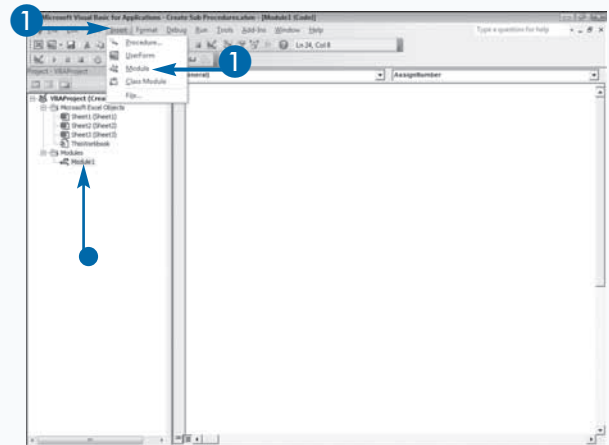 Microsoft Visual Basic for Applications - Create Sub Procedures.xlsm - [Module1 (Code)]
Insert Format Debug Run Tools Add-Ins Window Help
Type a question for help
1
Procedure...
UserForm
Module
Class Module
File...
1
Ln 24, Col 8
Project - VBAProject
(General)
AssignNumber
VBAProject (Crea
Microsoft Excel Objects
Sheet1 (Sheet1)
Sheet2 (Sheet2)
Sheet3 (Sheet3)
ThisWorkbook
Modules
Module1